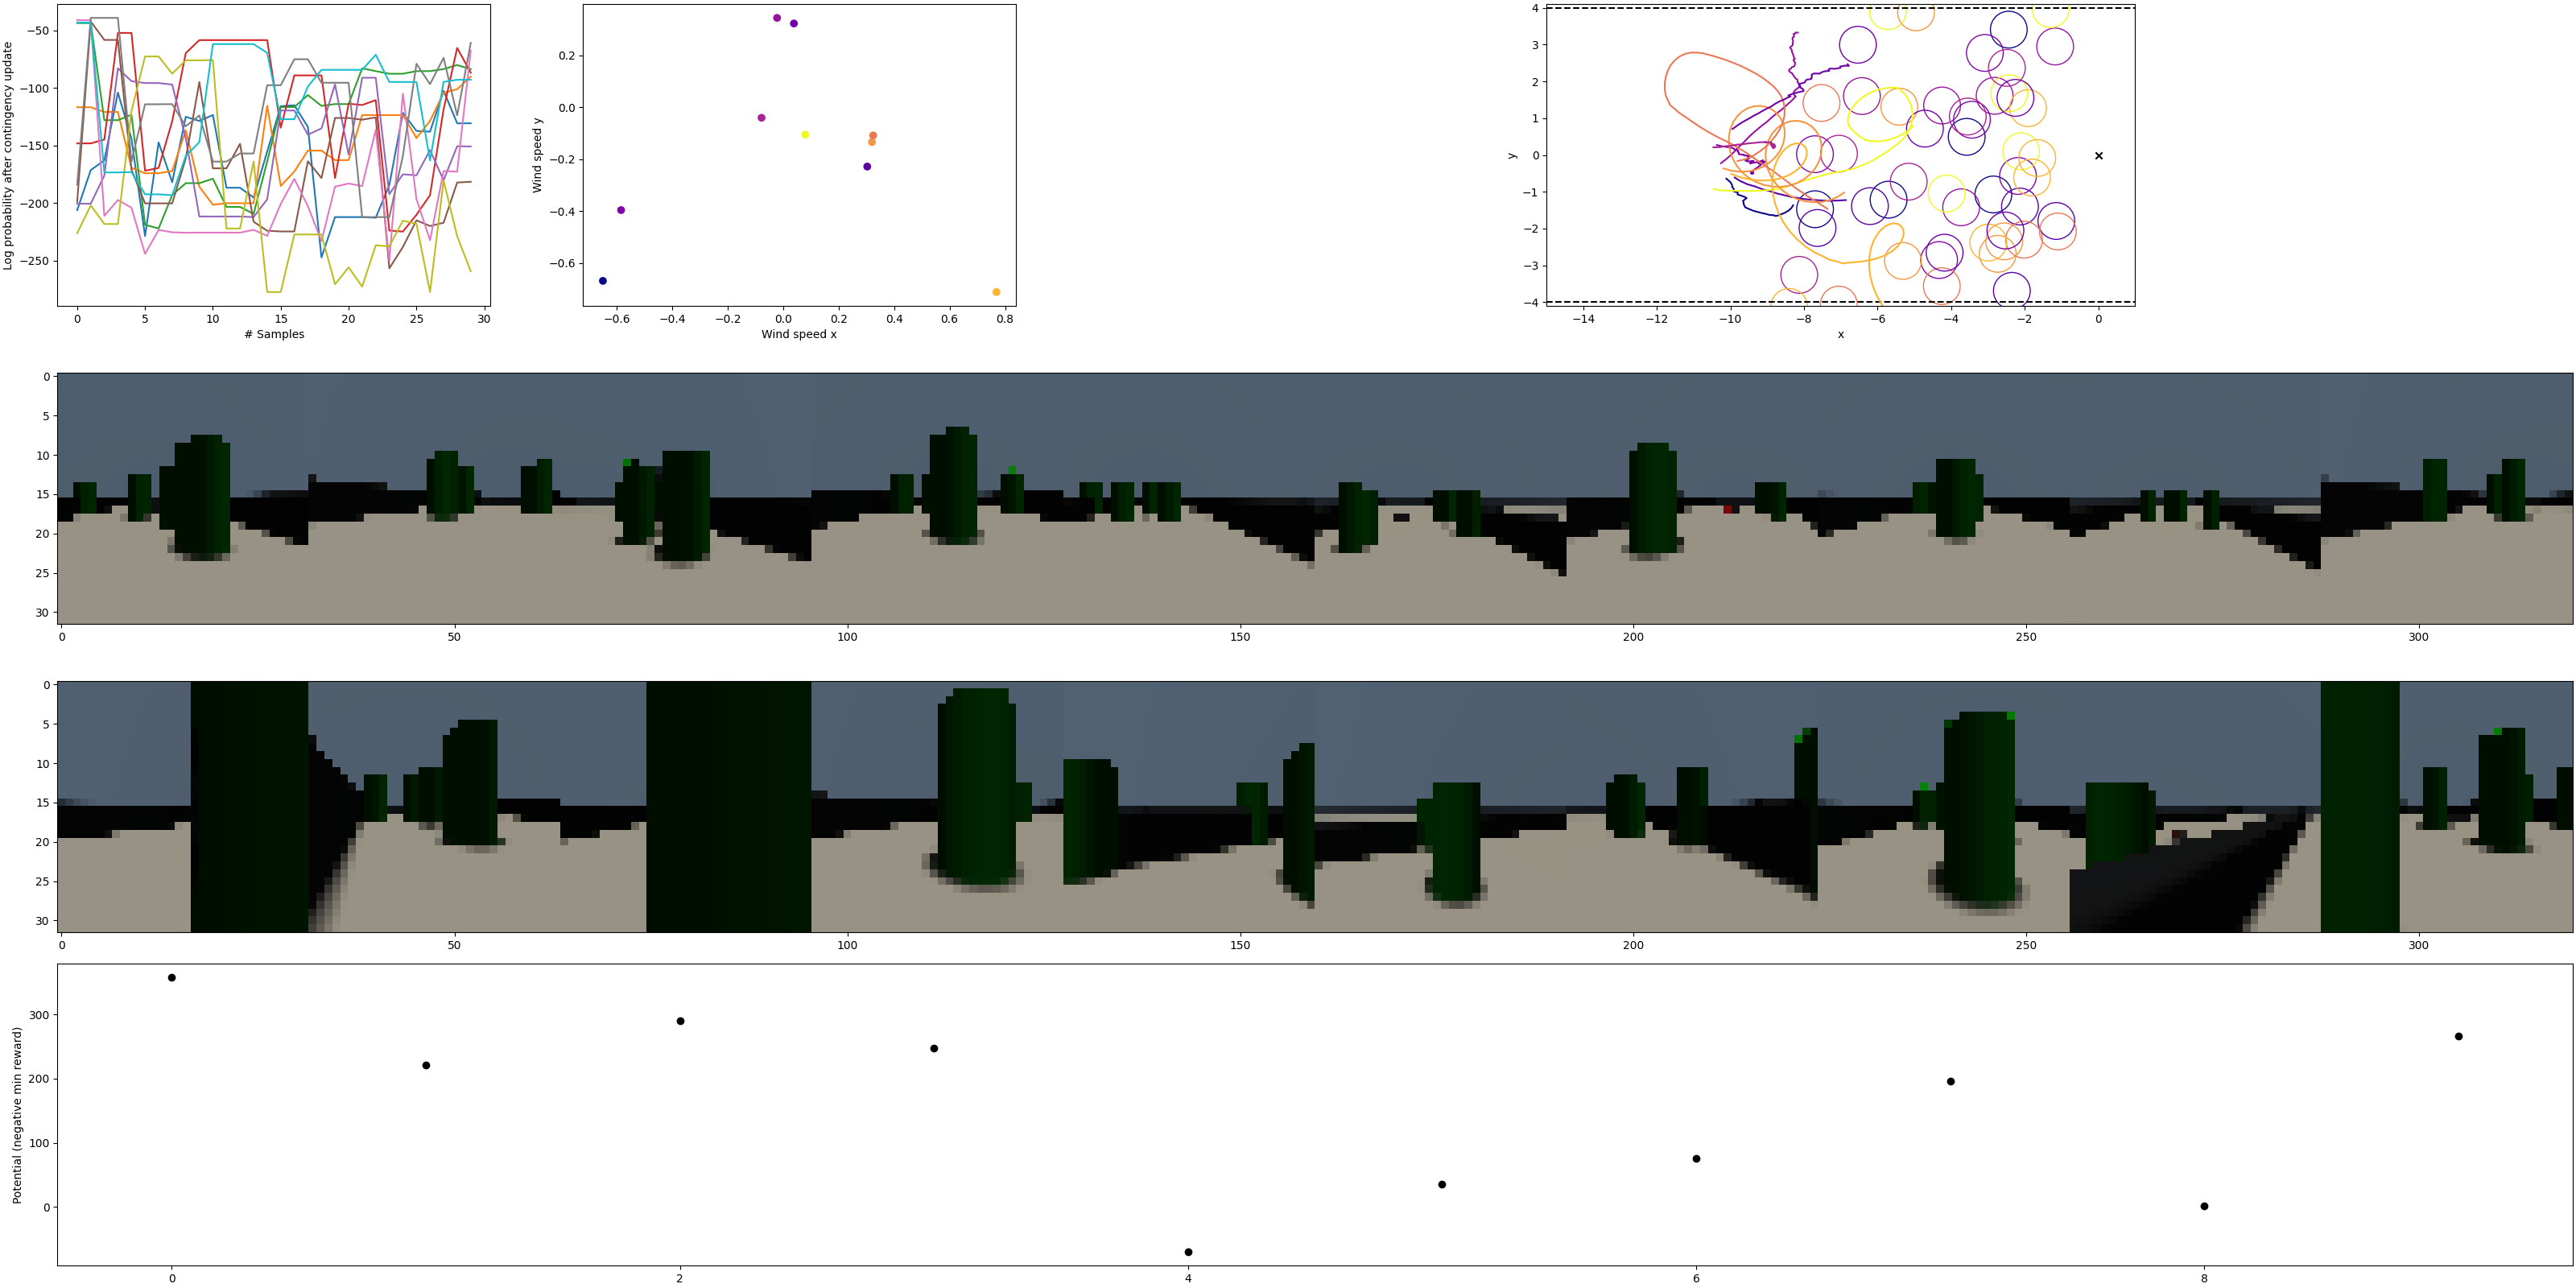 Log probability after contingency update
−50
−100
−150
−200
−250
0 5 10 15 20 25 30
# Samples
Wind speed y
0.2
0.0
−0.2
−0.4
−0.6
−0.6 −0.4 −0.2 0.0 0.2 0.4 0.6 0.8
Wind speed x
y
4
3
2
1
0
−1
−2
−3
−4
−14 −12 −10 −8 −6 −4 −2 0
x
0
5
10
15
20
25
30
0 50 100 150 200 250 300
0
5
10
15
20
25
30
0 50 100 150 200 250 300
Potential (negative min reward)
300
200
100
0
0 2 4 6 8